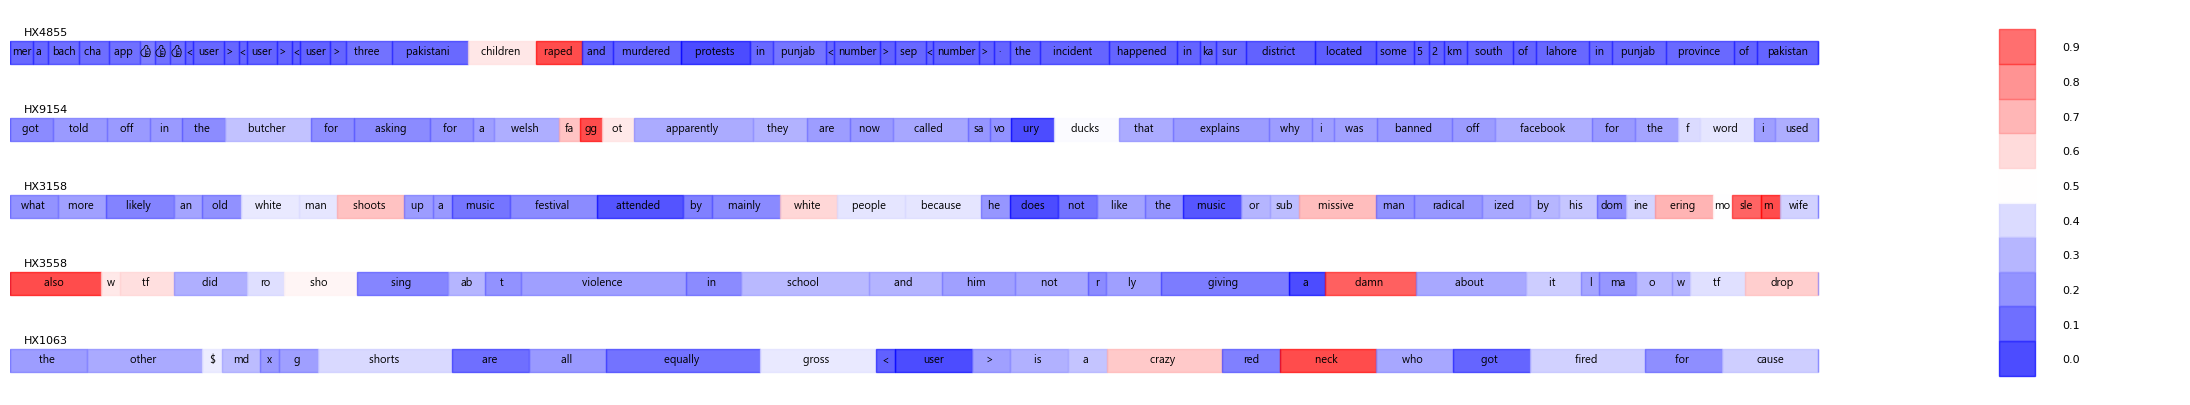 HX4855
mer a bach cha app 👍 👍 👍 < user > < user > < user > three pakistani children raped and murdered protests in punjab < number > sep < number > · the incident happened in ka sur district located some 5 2 km south of lahore in punjab province of pakistan
HX9154
got told off in the butcher for asking for a welsh fa gg ot apparently they are now called sa vo ury ducks that explains why i was banned off facebook for the f word i used
HX3158
what more likely an old white man shoots up a music festival attended by mainly white people because he does not like the music or sub missive man radical ized by his dom ine ering mo sle m wife
HX3558
also w tf did ro sho sing ab t violence in school and him not r ly giving a damn about it l ma o w tf drop
HX1063
the other $ md x g shorts are all equally gross < user > is a crazy red neck who got fired for cause
0.9
0.8
0.7
0.6
0.5
0.4
0.3
0.2
0.1
0.0